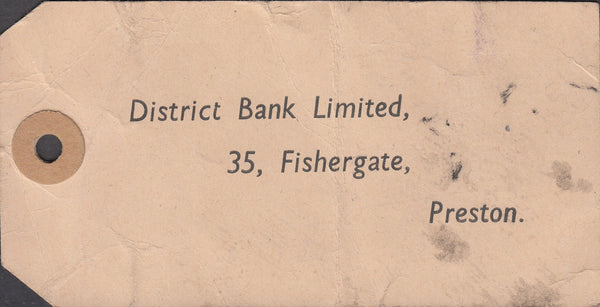 District Bank Limited,
35, Fishergate,
Preston.